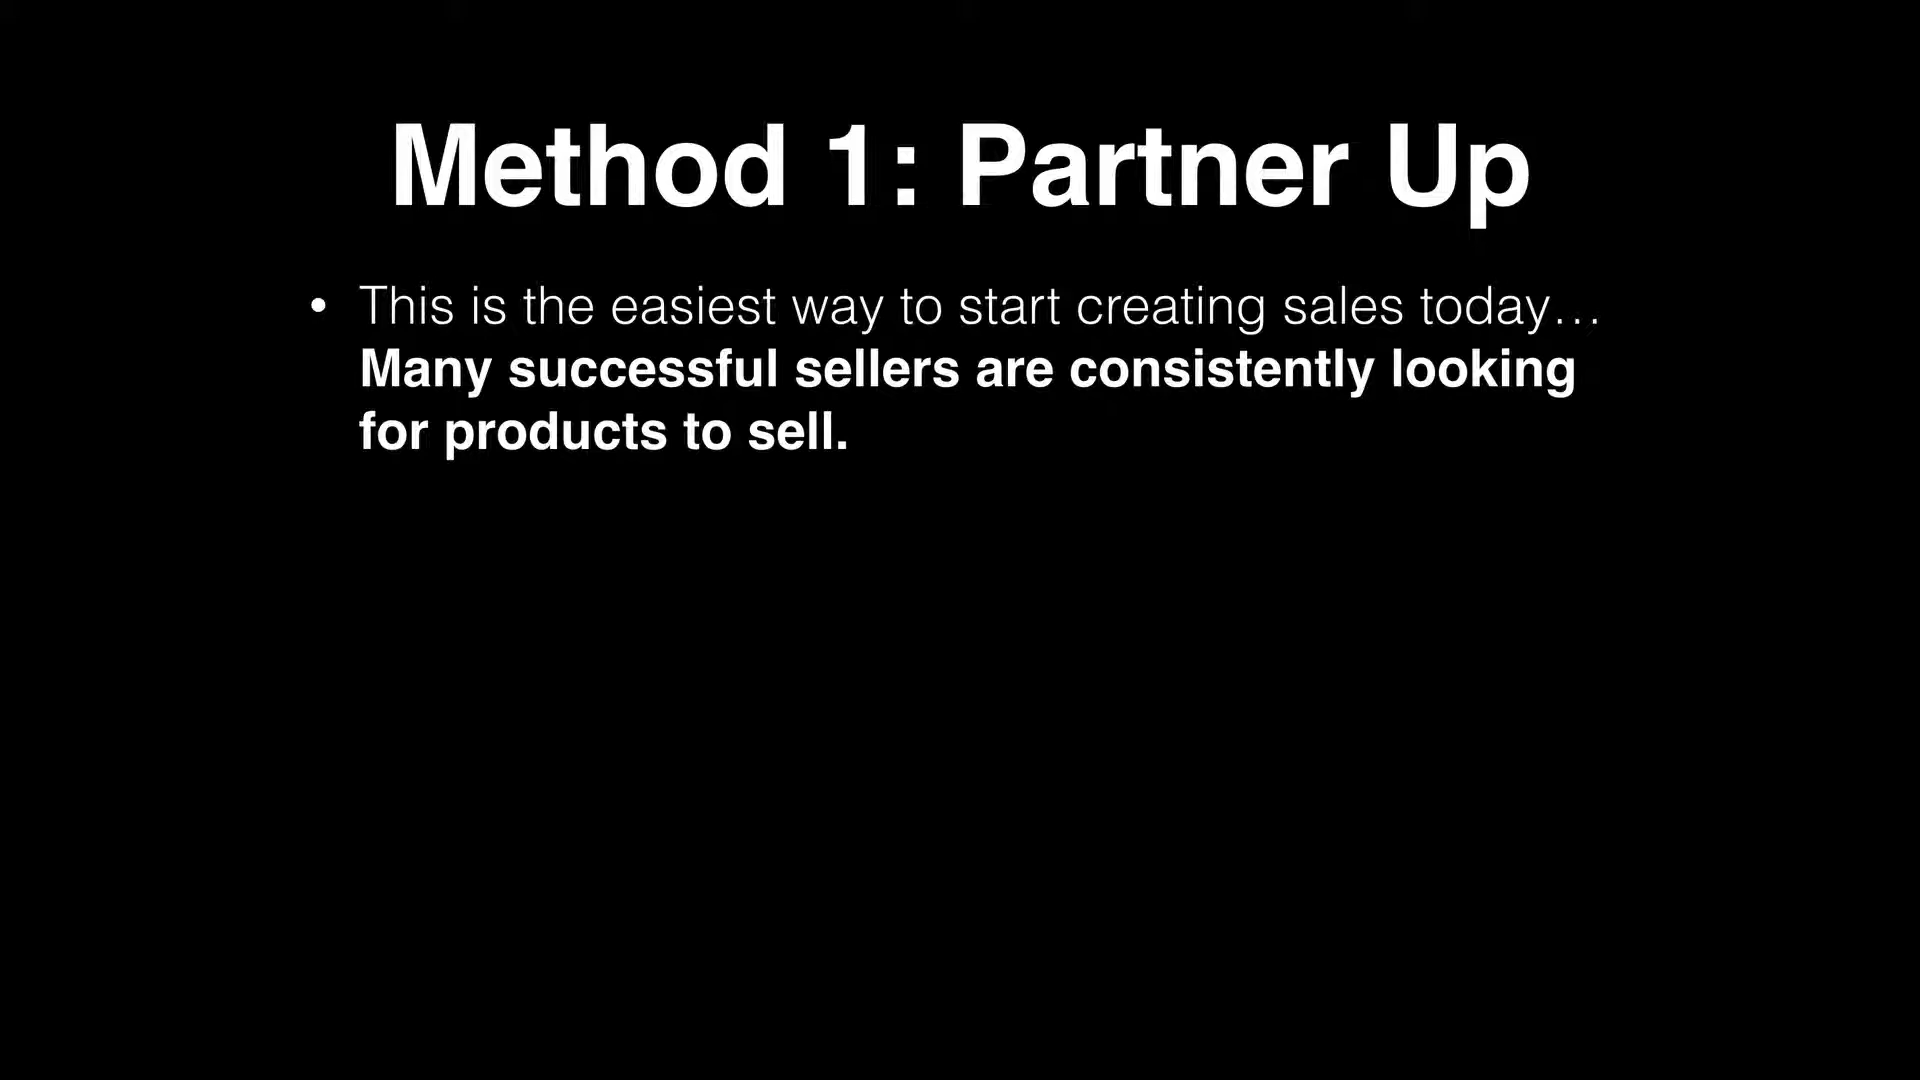 Method 1: Partner Up
• This is the easiest way to start creating sales today…
Many successful sellers are consistently looking
for products to sell.